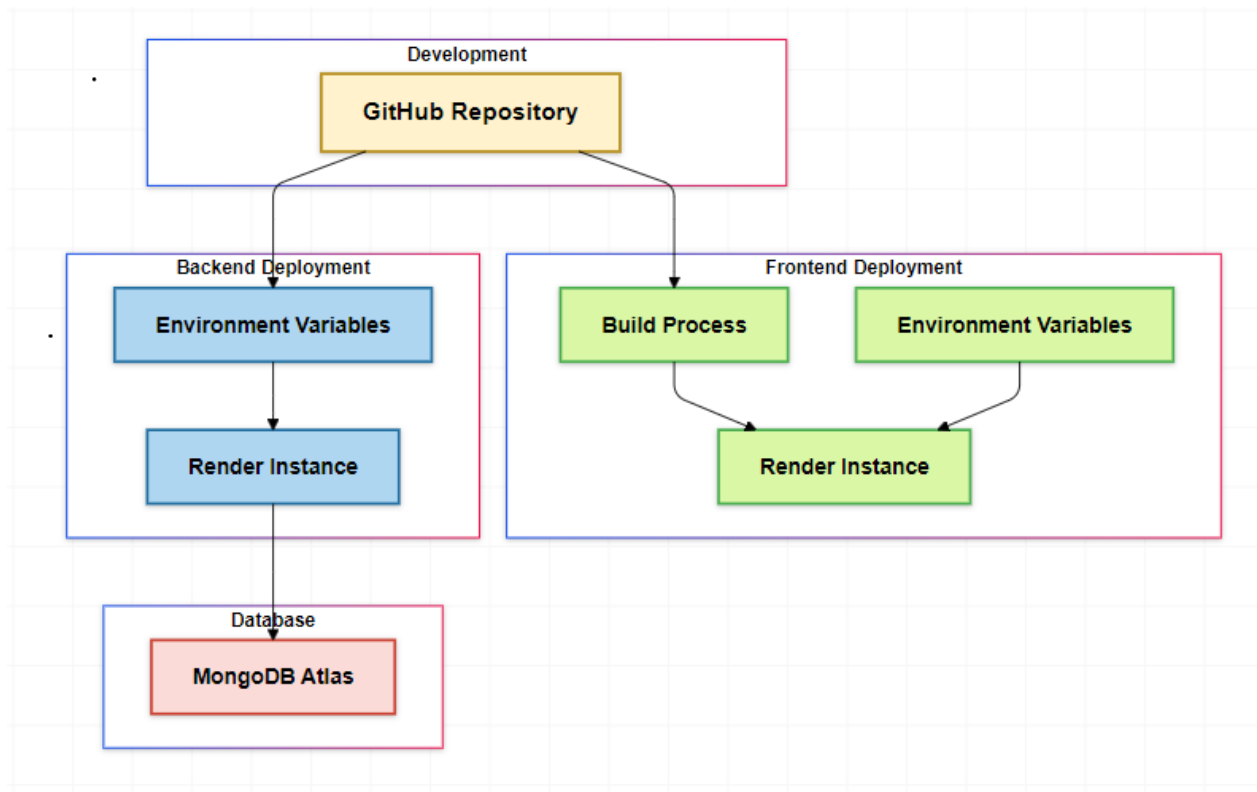 Development
GitHub Repository
Backend Deployment
Frontend Deployment
Environment Variables
Build Process
Environment Variables
Render Instance
Render Instance
Database
MongoDB Atlas